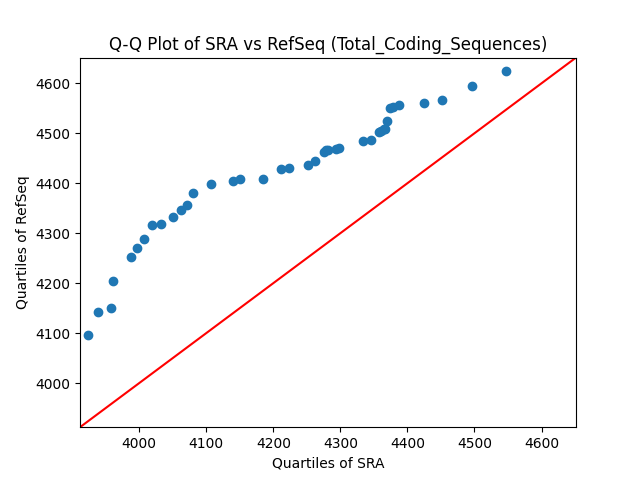 Q-Q Plot of SRA vs RefSeq (Total_Coding_Sequences)
Quartiles of RefSeq
4600
4500
4400
4300
4200
4100
4000
4000 4100 4200 4300 4400 4500 4600
Quartiles of SRA